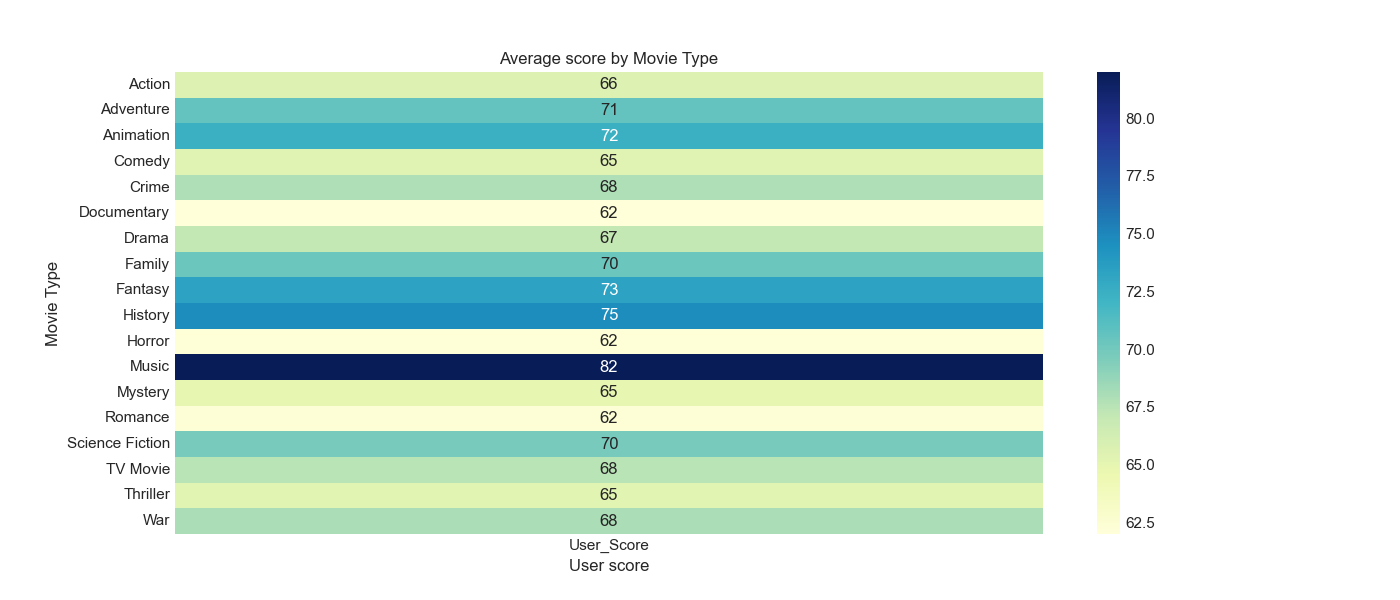 Average score by Movie Type
Movie Type
Action 66
Adventure 71
Animation 72
Comedy 65
Crime 68
Documentary 62
Drama 67
Family 70
Fantasy 73
History 75
Horror 62
Music 82
Mystery 65
Romance 62
Science Fiction 70
TV Movie 68
Thriller 65
War 68
User_Score
User score
80.0
77.5
75.0
72.5
70.0
67.5
65.0
62.5